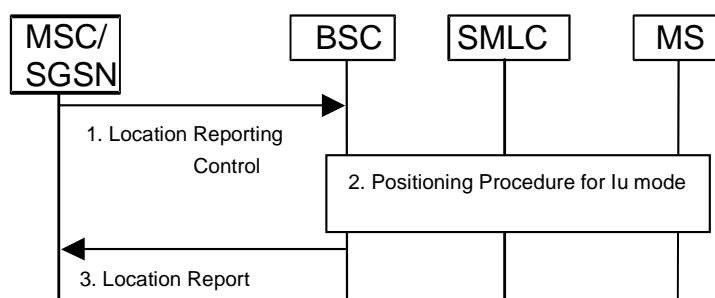 MSC/
SGSN
BSC
SMLC
MS
1. Location Reporting
Control
2. Positioning Procedure for Iu mode
3. Location Report